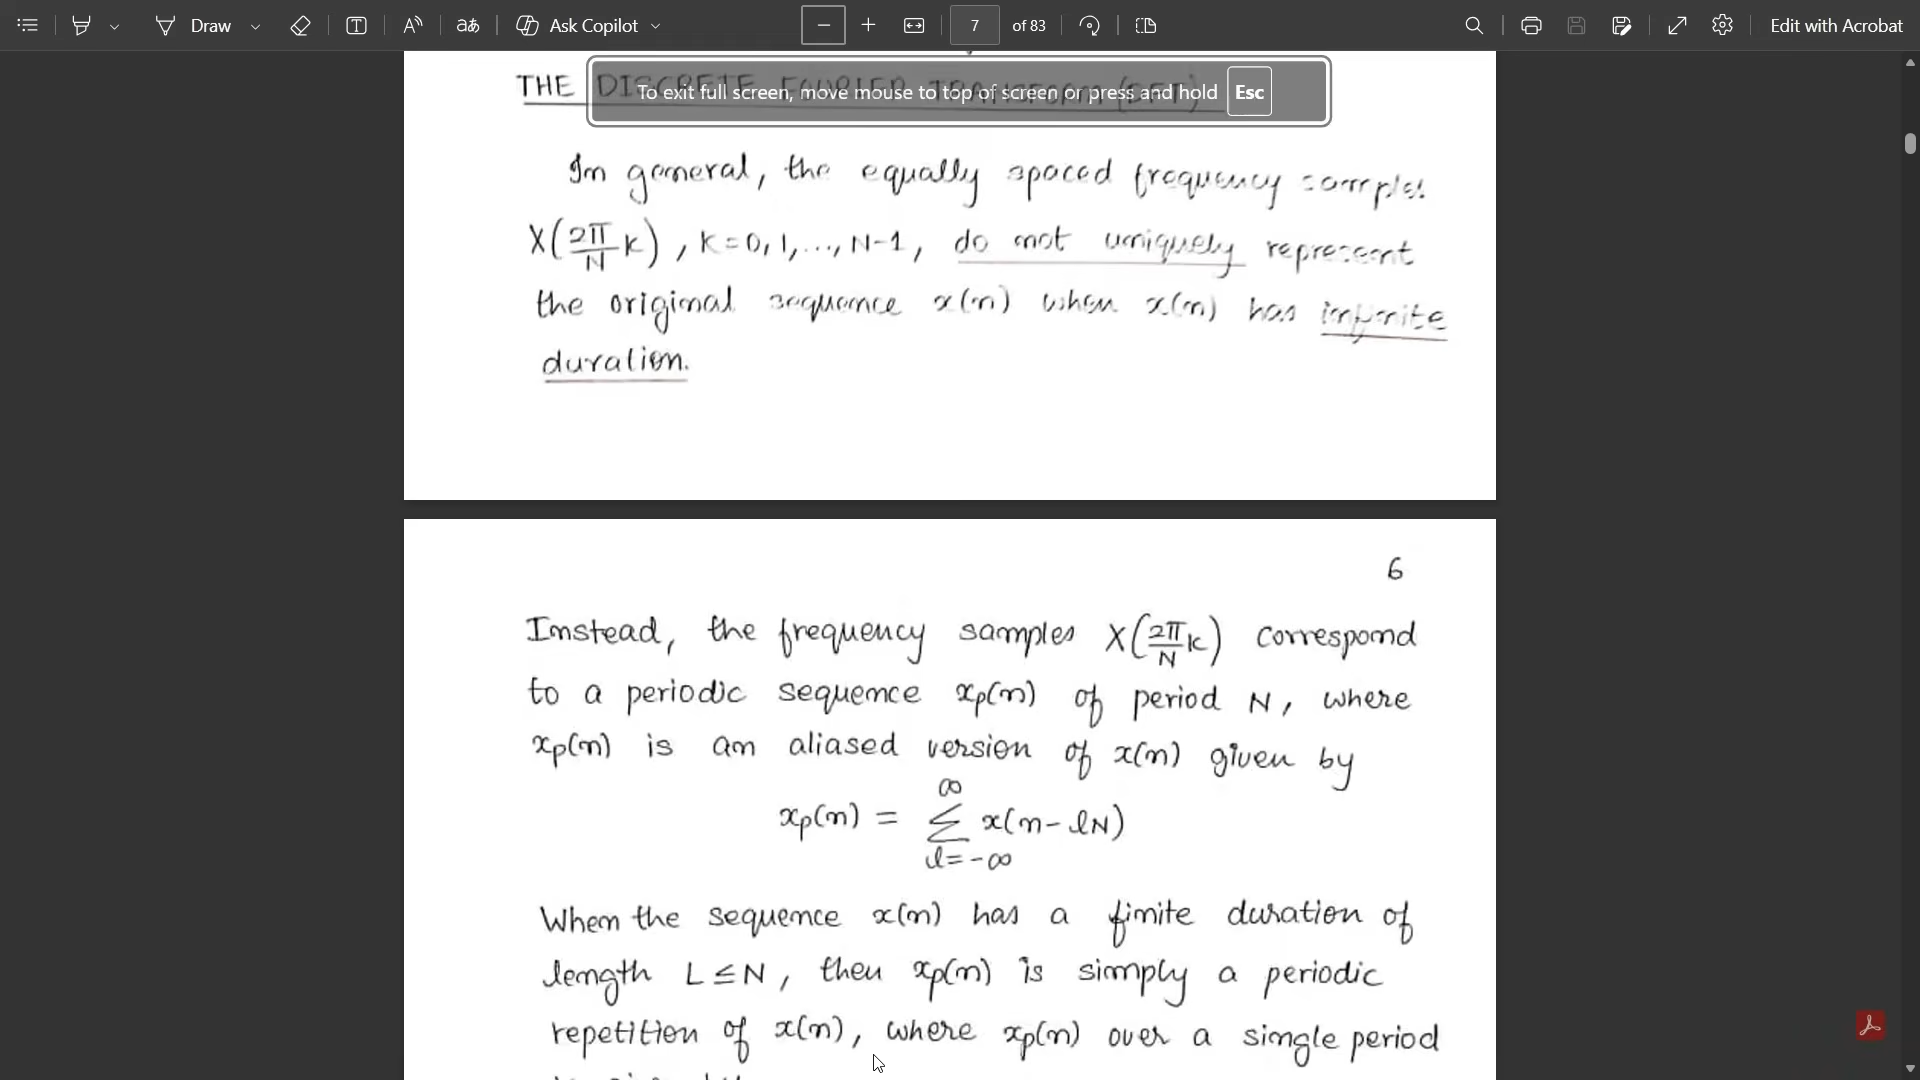 Draw
Ask Copilot
7 of 83
Edit with Acrobat
THE DISCRETE FOURIER TRANSFORM (DFT)
To exit full screen, move mouse to top of screen or press and hold Esc
In general, the equally spaced frequency samples
X(2π/N k), k=0, 1, ..., N-1, do not uniquely represent
the original sequence x(n) when x(n) has infinite
duration.
6
Instead, the frequency samples X(2π/N k) correspond
to a periodic sequence xp(n) of period N, where
xp(n) is an aliased version of x(n) given by
xp(n) = ∑_{l=-∞}^{∞} x(n-lN)
When the sequence x(n) has a finite duration of
length L≤N, then xp(n) is simply a periodic
repetition of x(n), where xp(n) over a single period